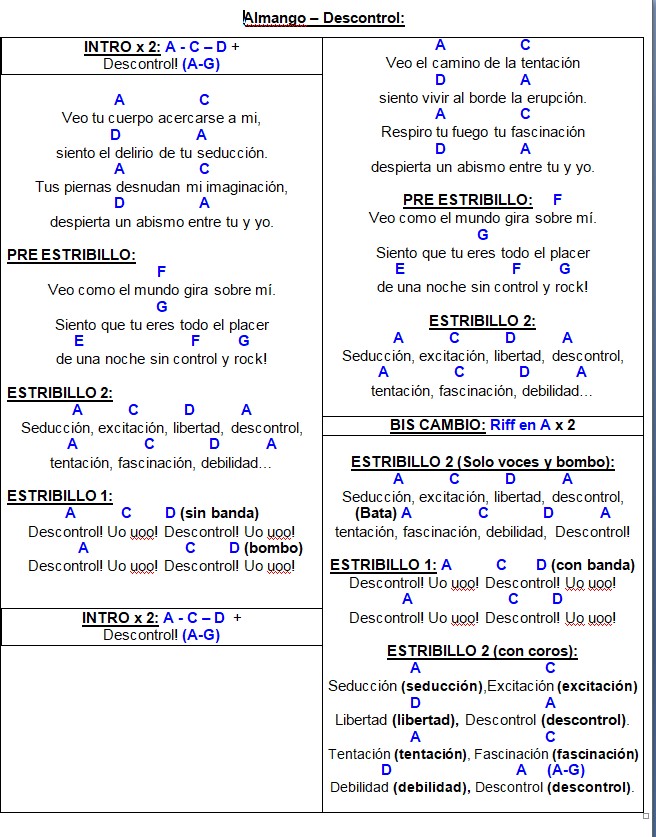 Almango – Descontrol:
INTRO x 2: A - C – D +
Descontrol! (A-G)
A C
Veo tu cuerpo acercarse a mi,
D A
siento el delirio de tu seducción.
A C
Tus piernas desnudan mi imaginación,
D A
despierta un abismo entre tu y yo.
PRE ESTRIBILLO:
F
Veo como el mundo gira sobre mí.
G
Siento que tu eres todo el placer
E F G
de una noche sin control y rock!
ESTRIBILLO 2:
A C D A
Seducción, excitación, libertad, descontrol,
A C D A
tentación, fascinación, debilidad…
ESTRIBILLO 1:
A C D (sin banda)
Descontrol! Uo uoo! Descontrol! Uo uoo!
A C D (bombo)
Descontrol! Uo uoo! Descontrol! Uo uoo!
INTRO x 2: A - C – D +
Descontrol! (A-G)
A C
Veo el camino de la tentación
D A
siento vivir al borde la erupción.
A C
Respiro tu fuego tu fascinación
D A
despierta un abismo entre tu y yo.
PRE ESTRIBILLO: F
Veo como el mundo gira sobre mí.
G
Siento que tu eres todo el placer
E F G
de una noche sin control y rock!
ESTRIBILLO 2:
A C D A
Seducción, excitación, libertad, descontrol,
A C D A
tentación, fascinación, debilidad…
BIS CAMBIO: Riff en A x 2
ESTRIBILLO 2 (Solo voces y bombo):
A C D A
Seducción, excitación, libertad, descontrol,
(Bata) A C D A
tentación, fascinación, debilidad, Descontrol!
ESTRIBILLO 1: A C D (con banda)
Descontrol! Uo uoo! Descontrol! Uo uoo!
A C D
Descontrol! Uo uoo! Descontrol! Uo uoo!
ESTRIBILLO 2 (con coros):
A C
Seducción (seducción),Excitación (excitación)
D A
Libertad (libertad), Descontrol (descontrol).
A C
Tentación (tentación), Fascinación (fascinación)
D A (A-G)
Debilidad (debilidad), Descontrol (descontrol).